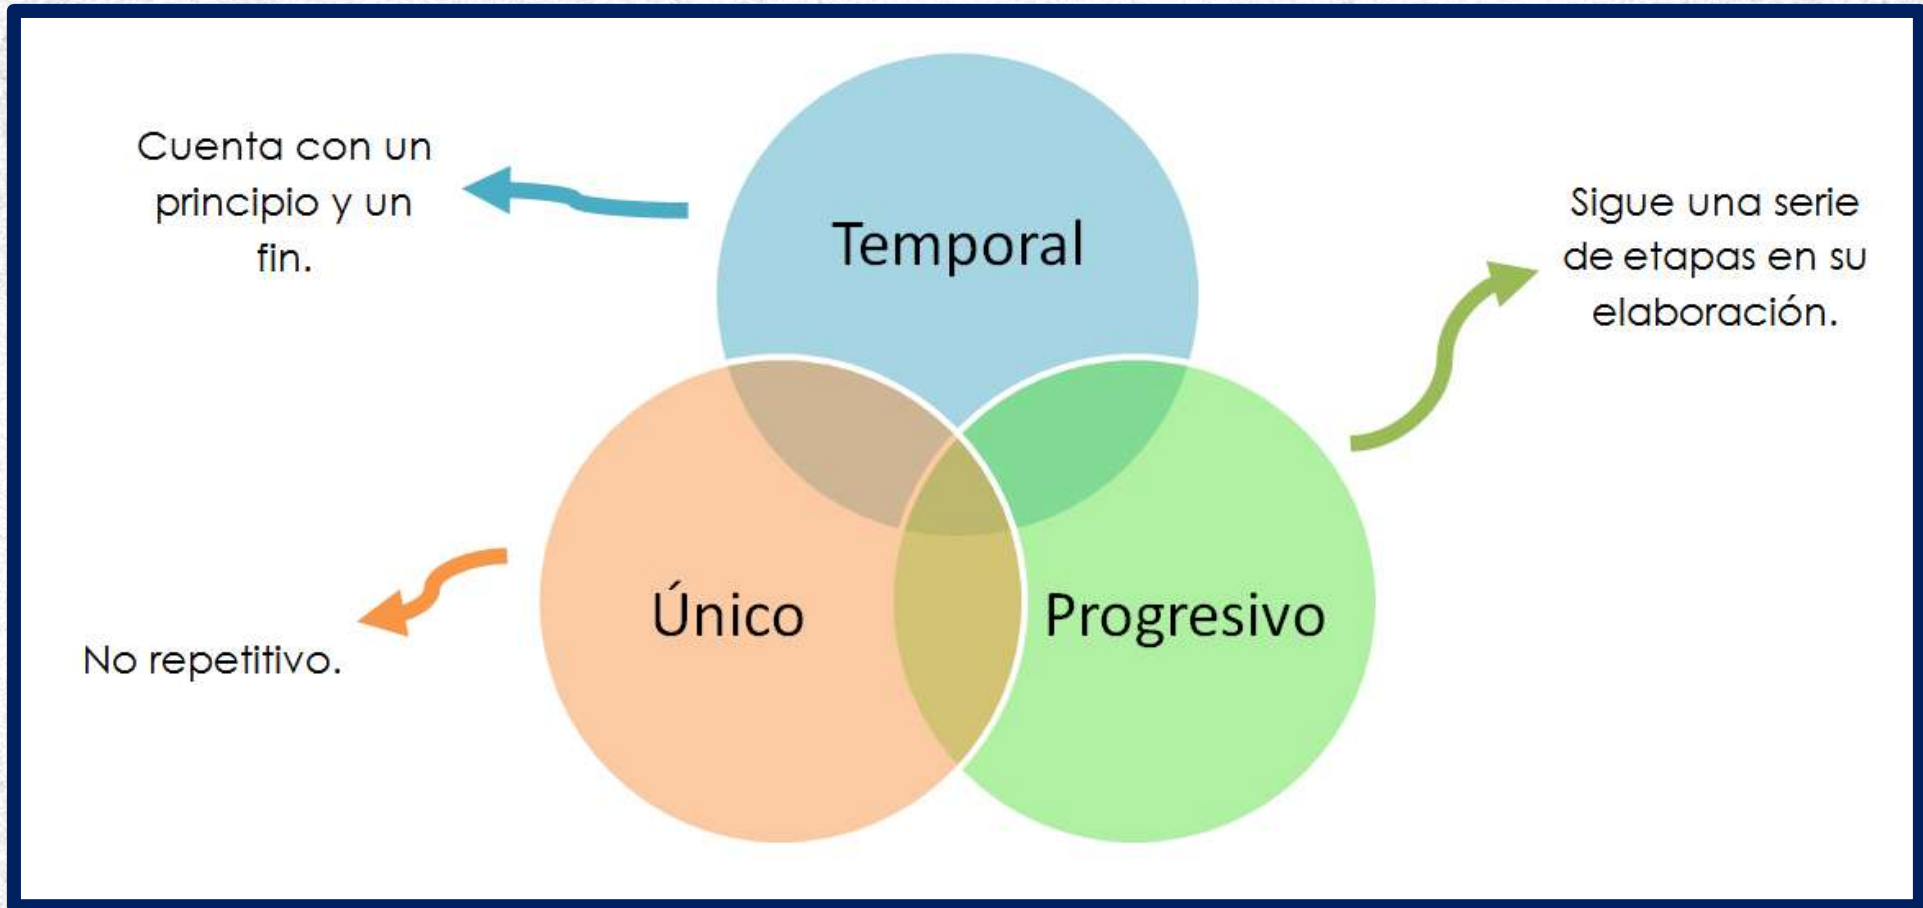 Cuenta con un
principio y un
fin.
Temporal
Sigue una serie
de etapas en su
elaboración.
Único
Progresivo
No repetitivo.